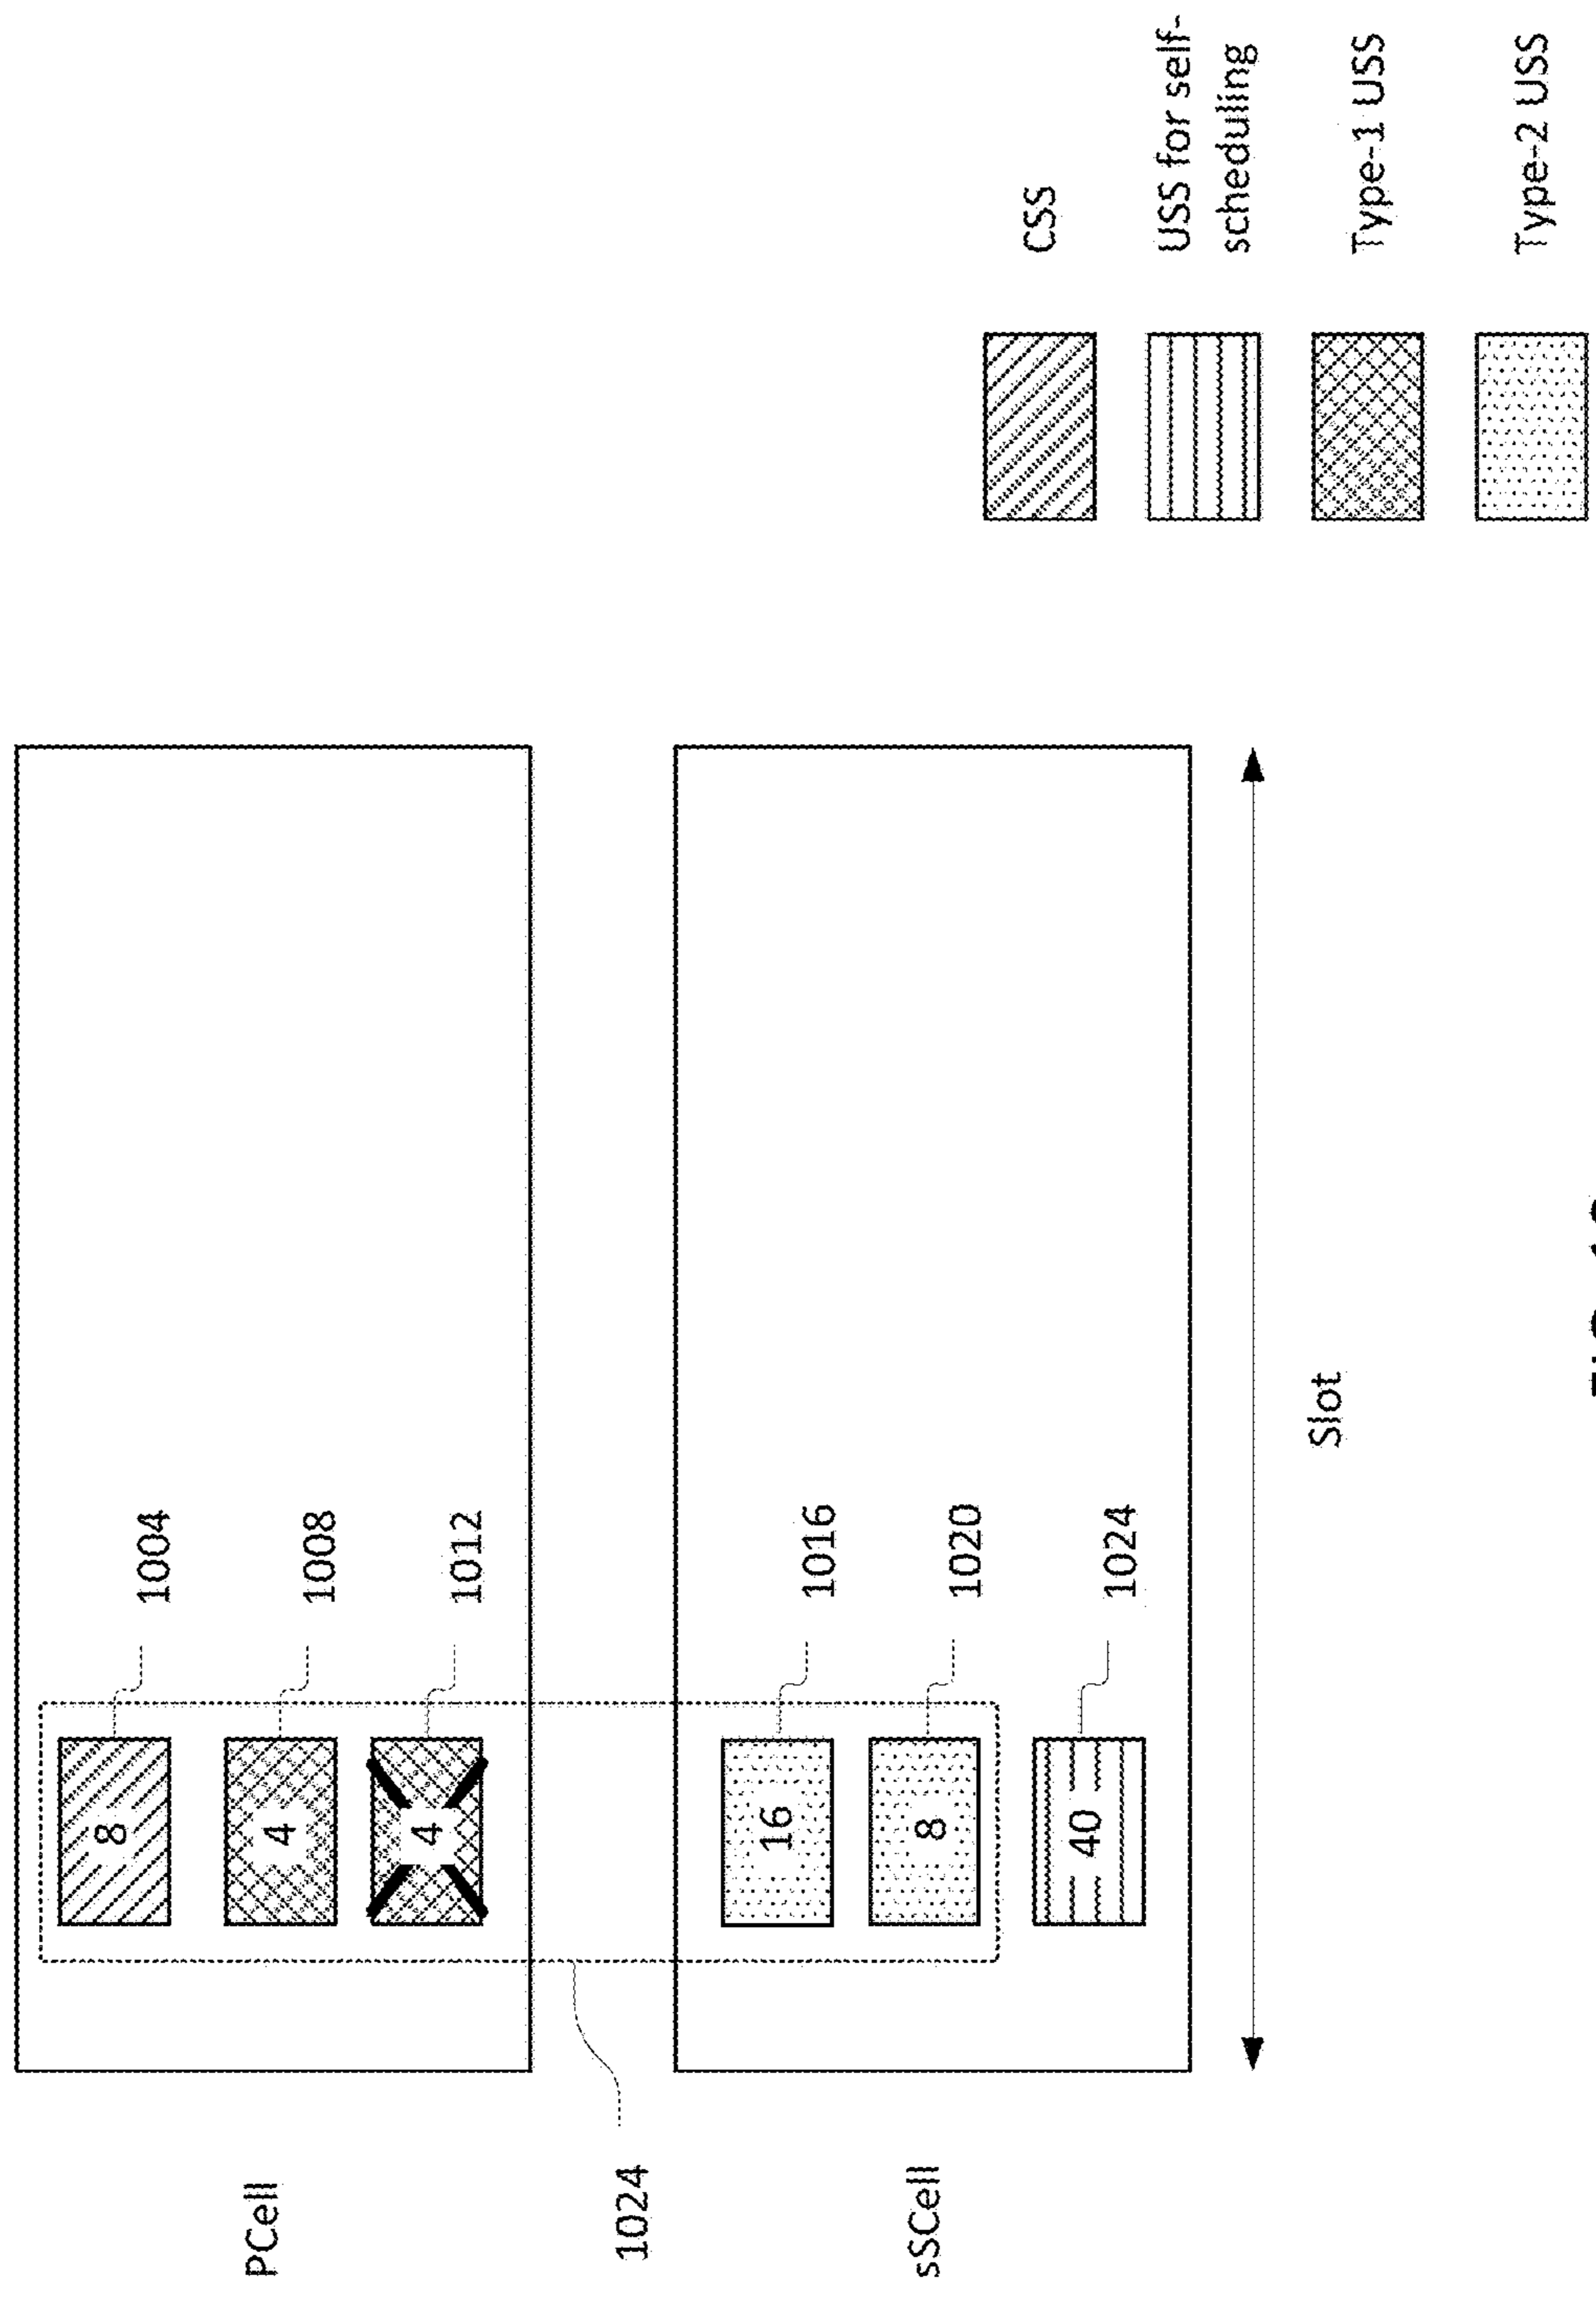 PCell
8
1004
4
1008
4
1012
1024
sSCell
16
1016
8
1020
40
1024
Slot
CSS
USS for self-
scheduling
Type-1 USS
Type-2 USS